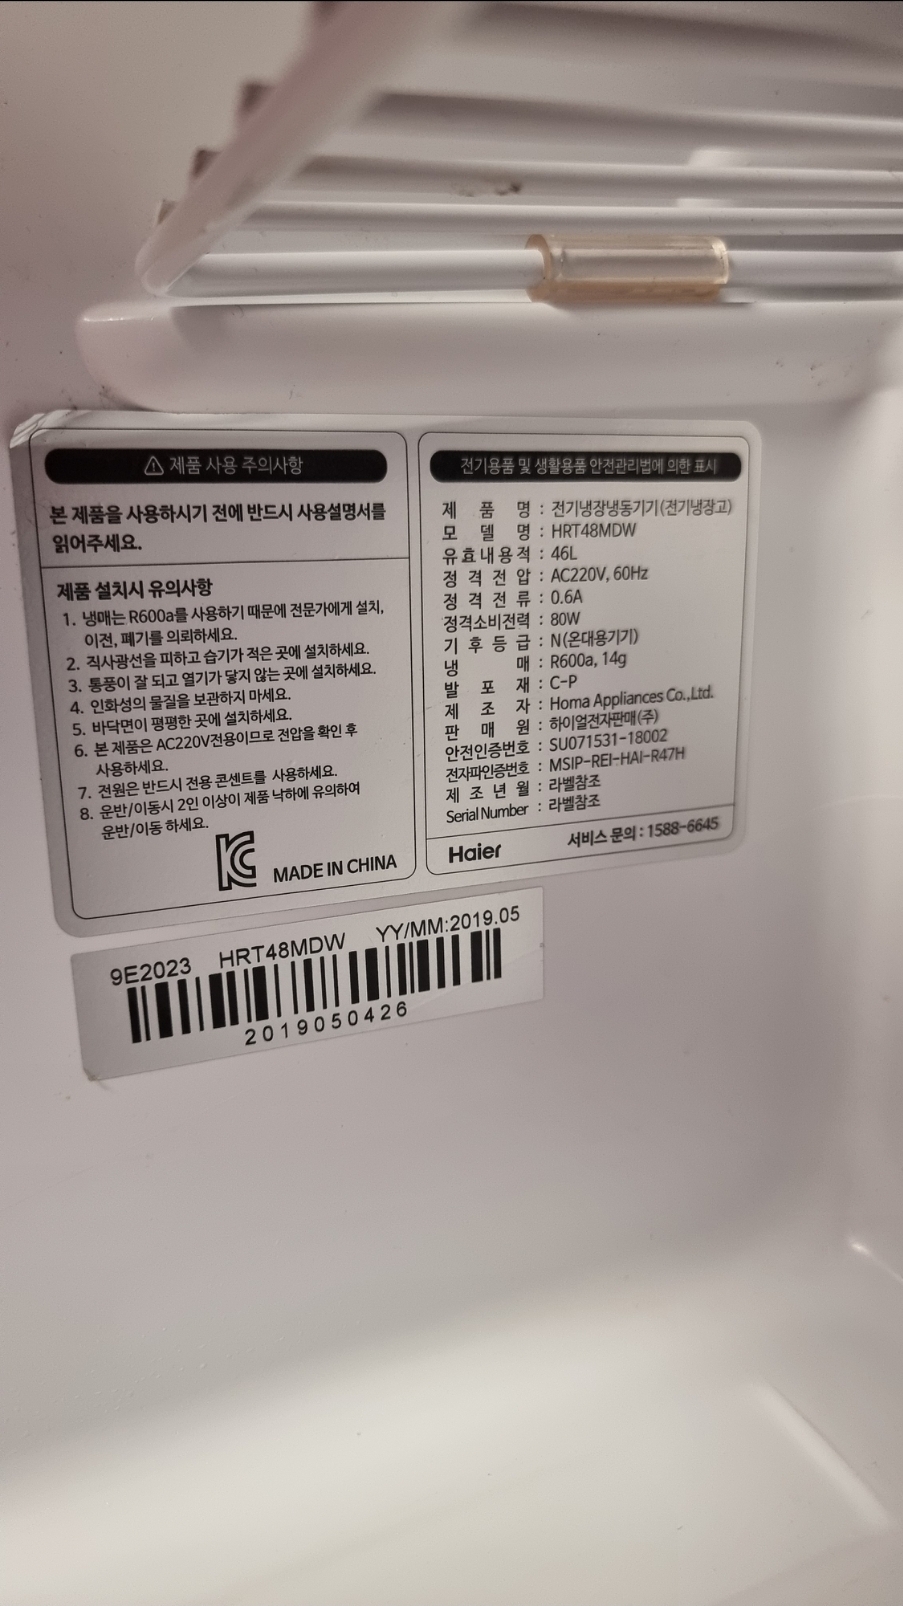 ⚠ 제품 사용 주의사항
본 제품을 사용하시기 전에 반드시 사용설명서를
읽어주세요.
제품 설치시 유의사항
1. 냉매는 R600a를 사용하기 때문에 전문가에게 설치,
이전, 폐기를 의뢰하세요.
2. 직사광선을 피하고 습기가 적은 곳에 설치하세요.
3. 통풍이 잘 되고 열기가 닿지 않는 곳에 설치하세요.
4. 인화성의 물질을 보관하지 마세요.
5. 바닥면이 평평한 곳에 설치하세요.
6. 본 제품은 AC220V전용이므로 전압을 확인 후
사용하세요.
7. 전원은 반드시 전용 콘센트를 사용하세요.
8. 운반/이동시 2인 이상이 제품 낙하에 유의하여
운반/이동 하세요.
MADE IN CHINA
전기용품 및 생활용품 안전관리법에 의한 표시
제 품 명 : 전기냉장냉동기기(전기냉장고)
모 델 명 : HRT48MDW
유효내용적 : 46L
정 격 전 압 : AC220V, 60Hz
정 격 전 류 : 0.6A
정격소비전력 : 80W
기 후 등 급 : N(온대용기기)
냉 매 : R600a, 14g
발 포 재 : C-P
제 조 자 : Homa Appliances Co.,Ltd.
판 매 원 : 하이얼전자판매(주)
안전인증번호 : SU071531-18002
전자파인증번호 : MSIP-REI-HAI-R47H
제 조 년 월 : 라벨참조
Serial Number : 라벨참조
Haier 서비스 문의 : 1588-6645
9E2023 HRT48MDW YY/MM:2019.05
2019050426